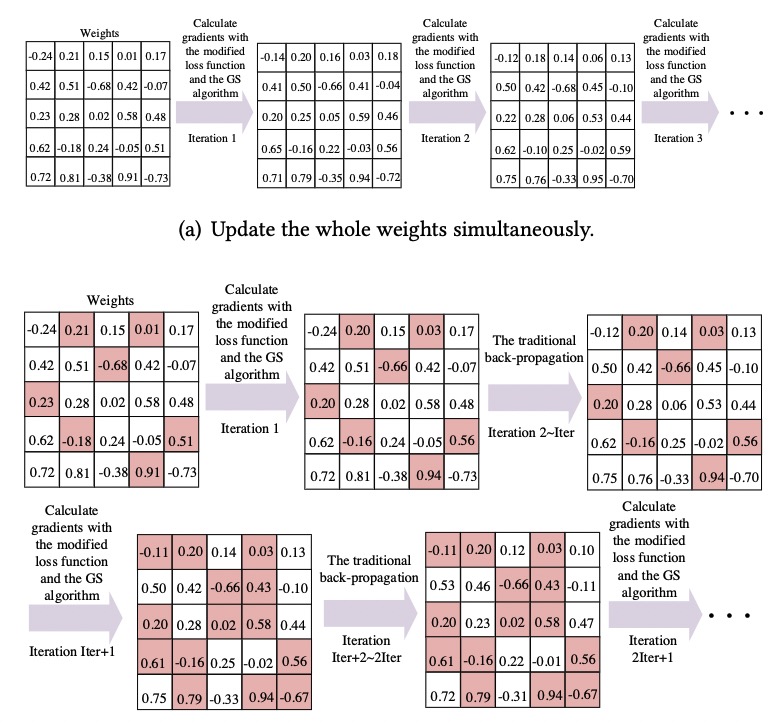 Weights
-0.24 0.21 0.15 0.01 0.17
0.42 0.51 -0.68 0.42 -0.07
0.23 0.28 0.02 0.58 0.48
0.62 -0.18 0.24 -0.05 0.51
0.72 0.81 -0.38 0.91 -0.73
Calculate
gradients with
the modified
loss function
and the GS
algorithm
Iteration 1
-0.14 0.20 0.16 0.03 0.18
0.41 0.50 -0.66 0.41 -0.04
0.20 0.25 0.05 0.59 0.46
0.65 -0.16 0.22 -0.03 0.56
0.71 0.79 -0.35 0.94 -0.72
Calculate
gradients with
the modified
loss function
and the GS
algorithm
Iteration 2
-0.12 0.18 0.14 0.06 0.13
0.50 0.42 -0.68 0.45 -0.10
0.22 0.28 0.06 0.53 0.44
0.62 -0.10 0.25 -0.02 0.59
0.75 0.76 -0.33 0.95 -0.70
Calculate
gradients with
the modified
loss function
and the GS
algorithm
Iteration 3
• • •
(a) Update the whole weights simultaneously.
Weights
-0.24 0.21 0.15 0.01 0.17
0.42 0.51 -0.68 0.42 -0.07
0.23 0.28 0.02 0.58 0.48
0.62 -0.18 0.24 -0.05 0.51
0.72 0.81 -0.38 0.91 -0.73
Calculate
gradients with
the modified
loss function
and the GS
algorithm
Iteration 1
-0.24 0.20 0.15 0.03 0.17
0.42 0.51 -0.66 0.42 -0.07
0.20 0.28 0.02 0.58 0.48
0.62 -0.16 0.24 -0.05 0.56
0.72 0.81 -0.38 0.94 -0.73
The traditional
back-propagation
Iteration 2~Iter
-0.12 0.20 0.14 0.03 0.13
0.50 0.42 -0.66 0.45 -0.10
0.20 0.28 0.06 0.53 0.44
0.62 -0.16 0.25 -0.02 0.56
0.75 0.76 -0.33 0.94 -0.70
Calculate
gradients with
the modified
loss function
and the GS
algorithm
Iteration Iter+1
-0.11 0.20 0.14 0.03 0.13
0.50 0.42 -0.66 0.43 -0.10
0.20 0.28 0.02 0.58 0.44
0.61 -0.16 0.25 -0.02 0.56
0.75 0.79 -0.33 0.94 -0.67
The traditional
back-propagation
Iteration
Iter+2~2Iter
-0.11 0.20 0.12 0.03 0.10
0.53 0.46 -0.66 0.43 -0.11
0.20 0.23 0.02 0.58 0.47
0.61 -0.16 0.22 -0.01 0.56
0.72 0.79 -0.31 0.94 -0.67
Calculate
gradients with
the modified
loss function
and the GS
algorithm
Iteration
2Iter+1
• • •